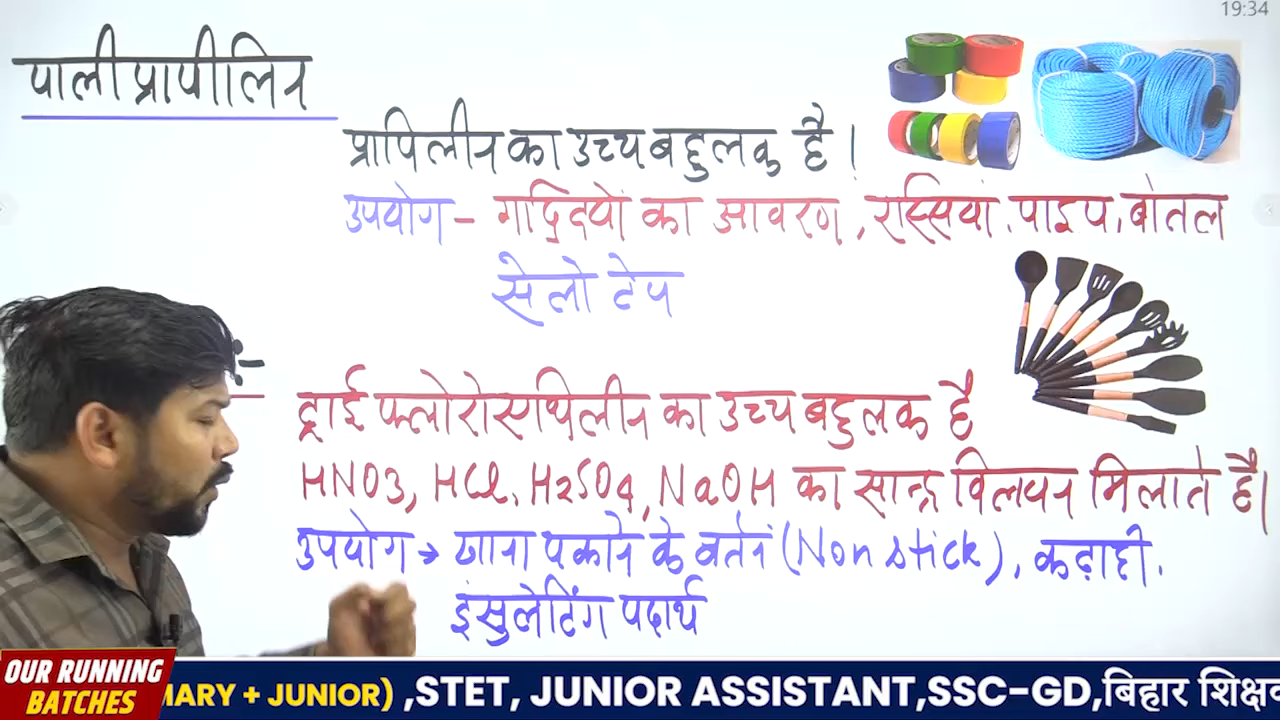 19:34
पालीप्रापीलिन
प्रापिलीन का उच्च बहुलक है।
उपयोग – गद्दियों का आवरण, रस्सियां, पाइप, बोतल
सेलो टेप
:-
ट्राई फ्लोरोएथिलीन का उच्च बहुलक है
HNO3, HCl, H2SO4, NaOH का सान्द्र विलयन मिलाते है।
उपयोग → खाना पकाने के बर्तन (Non stick), कढ़ाही.
इंसुलेटिंग पदार्थ
OUR RUNNING
BATCHES
MARY + JUNIOR) ,STET, JUNIOR ASSISTANT,SSC-GD,बिहार